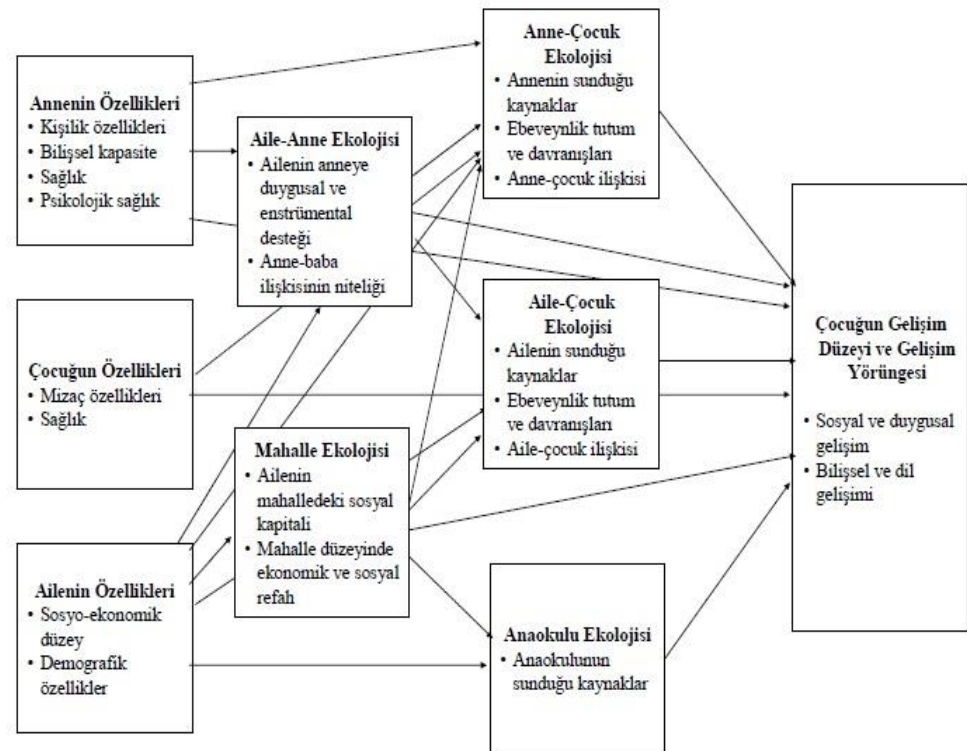 Annenin Özellikleri
• Kişilik özellikleri
• Bilişsel kapasite
• Sağlık
• Psikolojik sağlık
Çocuğun Özellikleri
• Mizaç özellikleri
• Sağlık
Ailenin Özellikleri
• Sosyo-ekonomik
düzey
• Demografik
özellikler
Aile-Anne Ekolojisi
• Ailenin anneye
duygusal ve
enstrümental
desteği
• Anne-baba
ilişkisinin niteliği
Mahalle Ekolojisi
• Ailenin
mahalledeki sosyal
kapitali
• Mahalle düzeyinde
ekonomik ve sosyal
refah
Anne-Çocuk
Ekolojisi
• Annenin sunduğu
kaynaklar
• Ebeveynlik tutum
ve davranışları
• Anne-çocuk ilişkisi
Aile-Çocuk
Ekolojisi
• Ailenin sunduğu
kaynaklar
• Ebeveynlik tutum
ve davranışları
• Aile-çocuk ilişkisi
Anaokulu Ekolojisi
• Anaokulunun
sunduğu kaynaklar
Çocuğun Gelişim
Düzeyi ve Gelişim
Yörüngesi
• Sosyal ve duygusal
gelişim
• Bilişsel ve dil
gelişimi